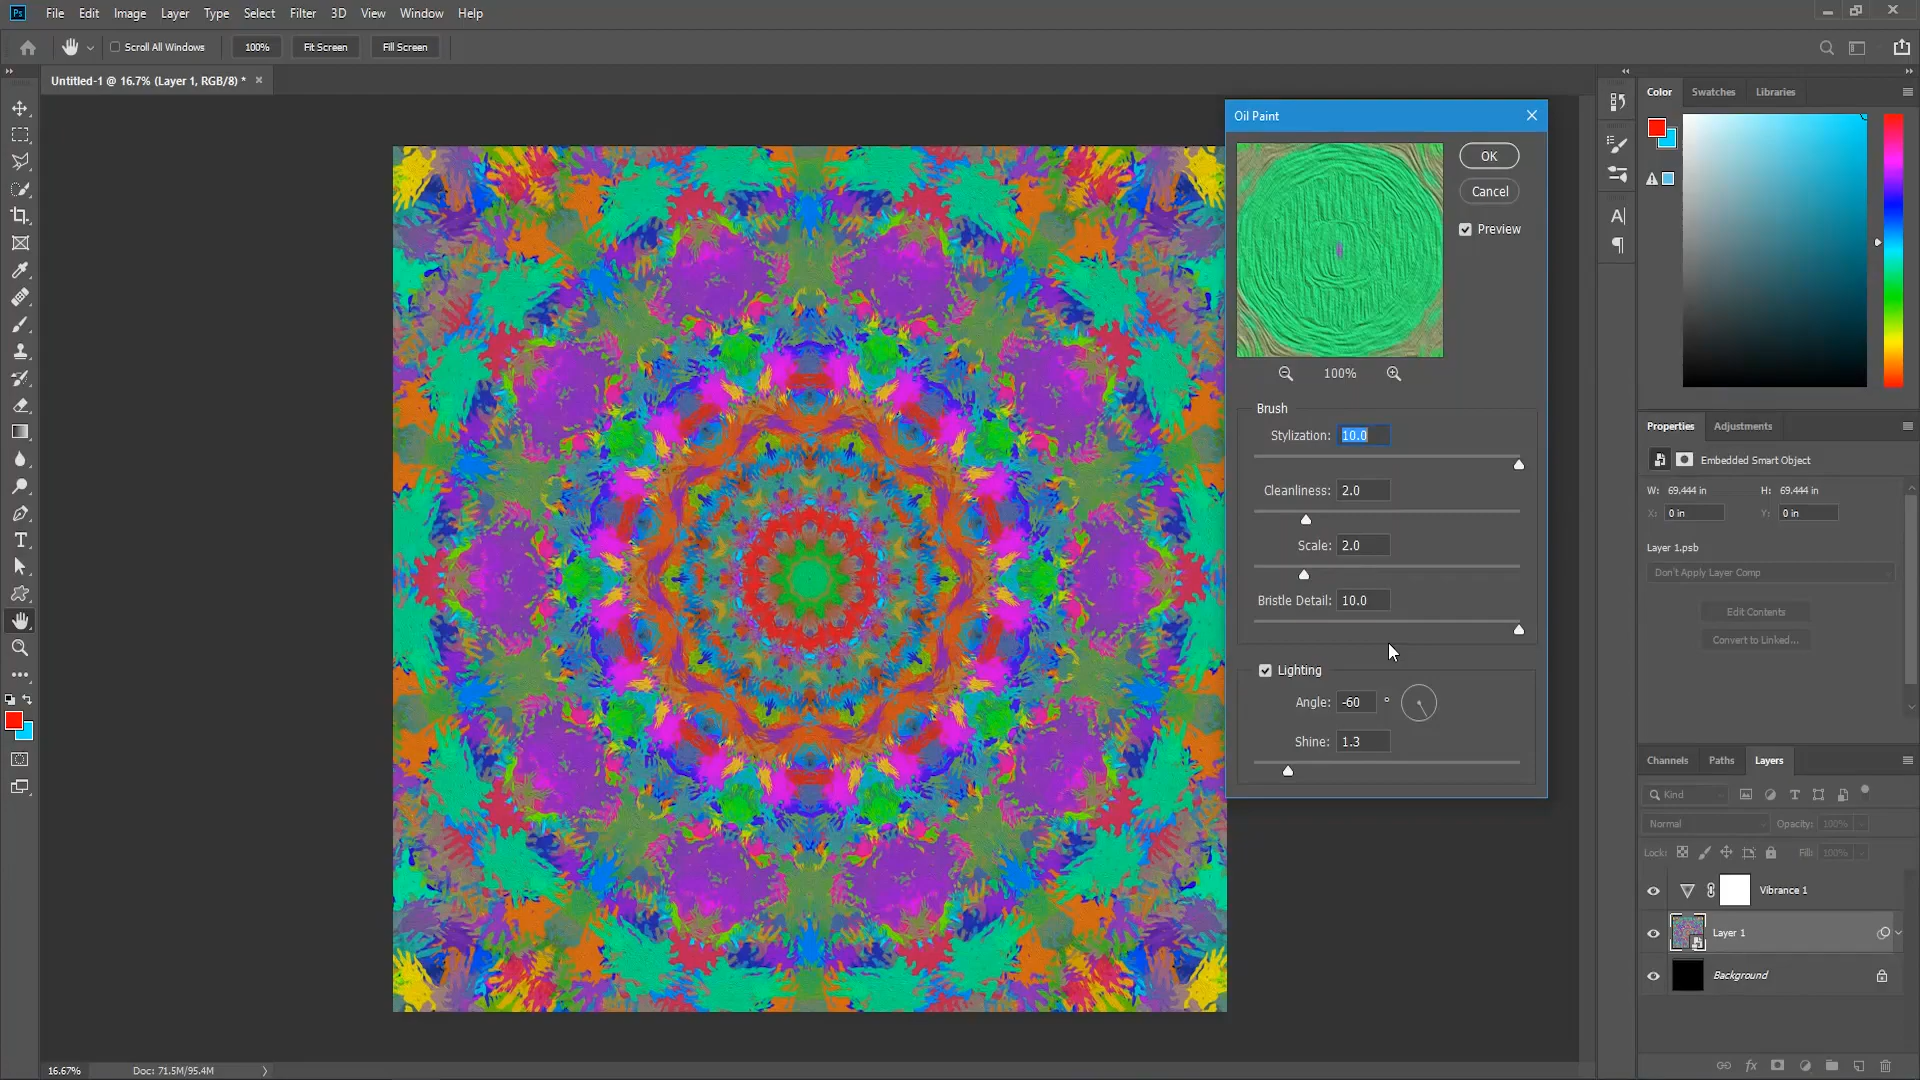 Ps File Edit Image Layer Type Select Filter 3D View Window Help
Scroll All Windows 100% Fit Screen Fill Screen
Untitled-1 @ 16.7% (Layer 1, RGB/8) *
Color Swatches Libraries
Oil Paint
OK
Cancel
Preview
100%
Brush
Stylization: 10.0
Cleanliness: 2.0
Scale: 2.0
Bristle Detail: 10.0
Lighting
Angle: -60 °
Shine: 1.3
Properties Adjustments
Embedded Smart Object
W: 69.444 in H: 69.444 in
X: 0 in Y: 0 in
Layer 1.psb
Don't Apply Layer Comp
Edit Contents
Convert to Linked...
Channels Paths Layers
Kind
Normal Opacity: 100%
Lock: Fill: 100%
Vibrance 1
Layer 1
Background
fx
16.67% Doc: 71.5M/95.4M